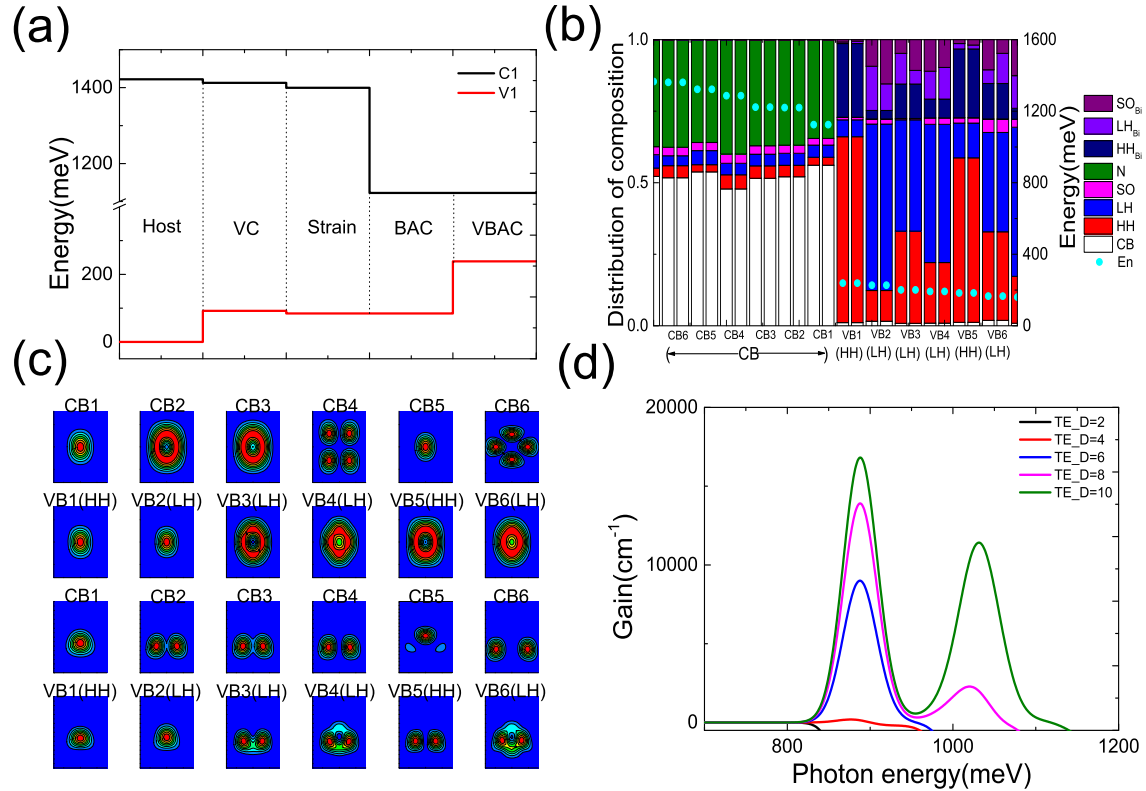 (a)
Energy(meV)
1400
1200
200
0
C1
V1
Host
VC
Strain
BAC
VBAC
(b)
Distribution of composition
1.0
0.5
0.0
1600
1200
800
400
0
Energy(meV)
SO_Bi
LH_Bi
HH_Bi
N
SO
LH
HH
CB
En
CB6 CB5 CB4 CB3 CB2 CB1 VB1 VB2 VB3 VB4 VB5 VB6
(HH) (LH) (LH) (LH) (HH) (LH)
( CB )
(c)
CB1 CB2 CB3 CB4 CB5 CB6
VB1(HH) VB2(LH) VB3(LH) VB4(LH) VB5(HH) VB6(LH)
CB1 CB2 CB3 CB4 CB5 CB6
VB1(HH) VB2(LH) VB3(LH) VB4(LH) VB5(HH) VB6(LH)
(d)
Gain(cm⁻¹)
20000
10000
0
TE_D=2
TE_D=4
TE_D=6
TE_D=8
TE_D=10
800 1000 1200
Photon energy(meV)